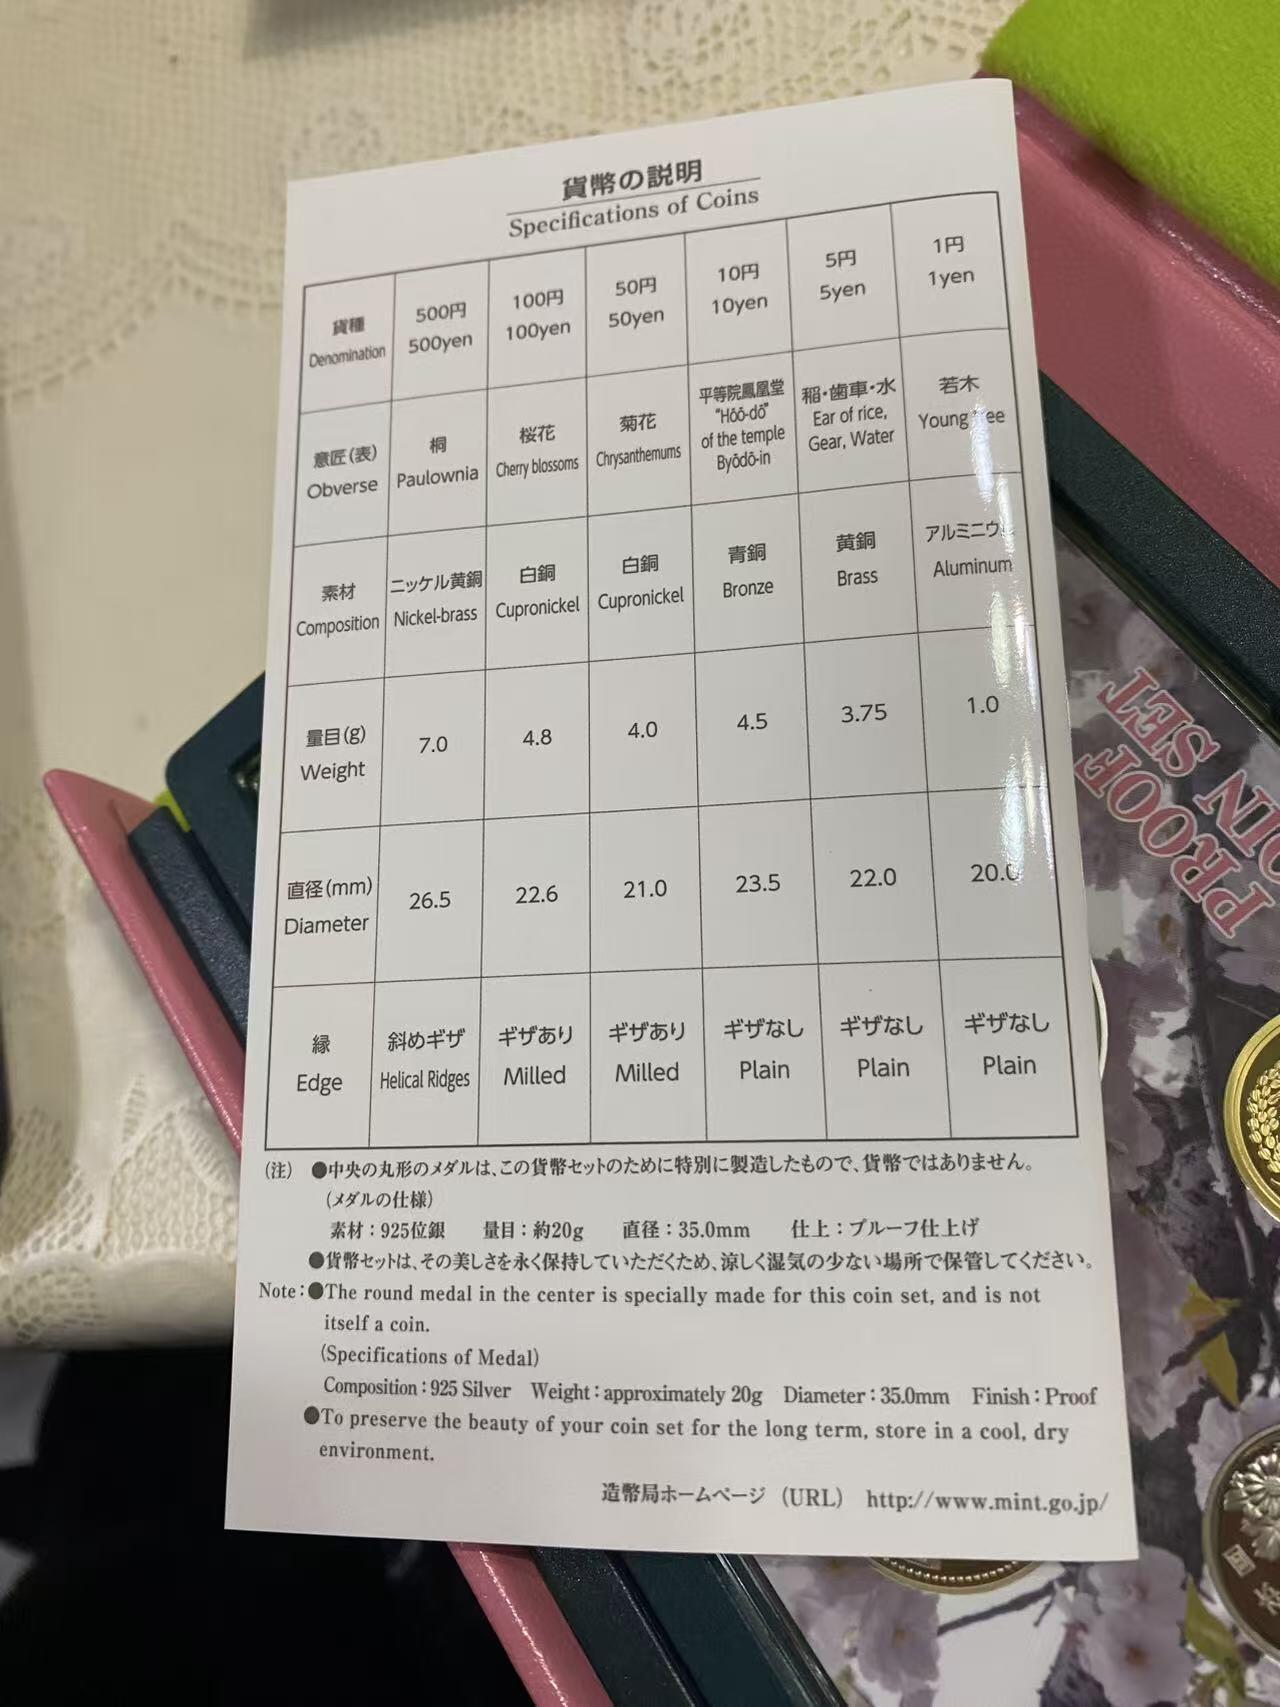 貨幣の説明
Specifications of Coins
貨種 500円 100円 50円 10円 5円 1円
Denomination 500yen 100yen 50yen 10yen 5yen 1yen
意匠(表) 桐 桜花 菊花 平等院鳳凰堂 稲・歯車・水 若木
Obverse Paulownia Cherry blossoms Chrysanthemums "Hōō-dō" of the temple Byōdō-in Ear of rice, Gear, Water Young
素材 ニッケル黄銅 白銅 白銅 青銅 黄銅 アルミニウ
Composition Nickel-brass Cupronickel Cupronickel Bronze Brass Aluminum
量目(g) 7.0 4.8 4.0 4.5 3.75 1.0
Weight
直径(mm) 26.5 22.6 21.0 23.5 22.0 20.0
Diameter
縁 斜めギザ ギザあり ギザあり ギザなし ギザなし ギザなし
Edge Helical Ridges Milled Milled Plain Plain Plain
(注) ●中央の丸形のメダルは、この貨幣セットのために特別に製造したもので、貨幣ではありません。
(メダルの仕様)
素材:925位銀 量目:約20g 直径:35.0mm 仕上:プルーフ仕上げ
●貨幣セットは、その美しさを永く保持していただくため、涼しく湿気の少ない場所で保管してください。
Note:●The round medal in the center is specially made for this coin set, and is not
itself a coin.
(Specifications of Medal)
Composition:925 Silver Weight:approximately 20g Diameter:35.0mm Finish:Proof
●To preserve the beauty of your coin set for the long term, store in a cool, dry
environment.
造幣局ホームページ (URL) http://www.mint.go.jp/
PROOF
OIN SET